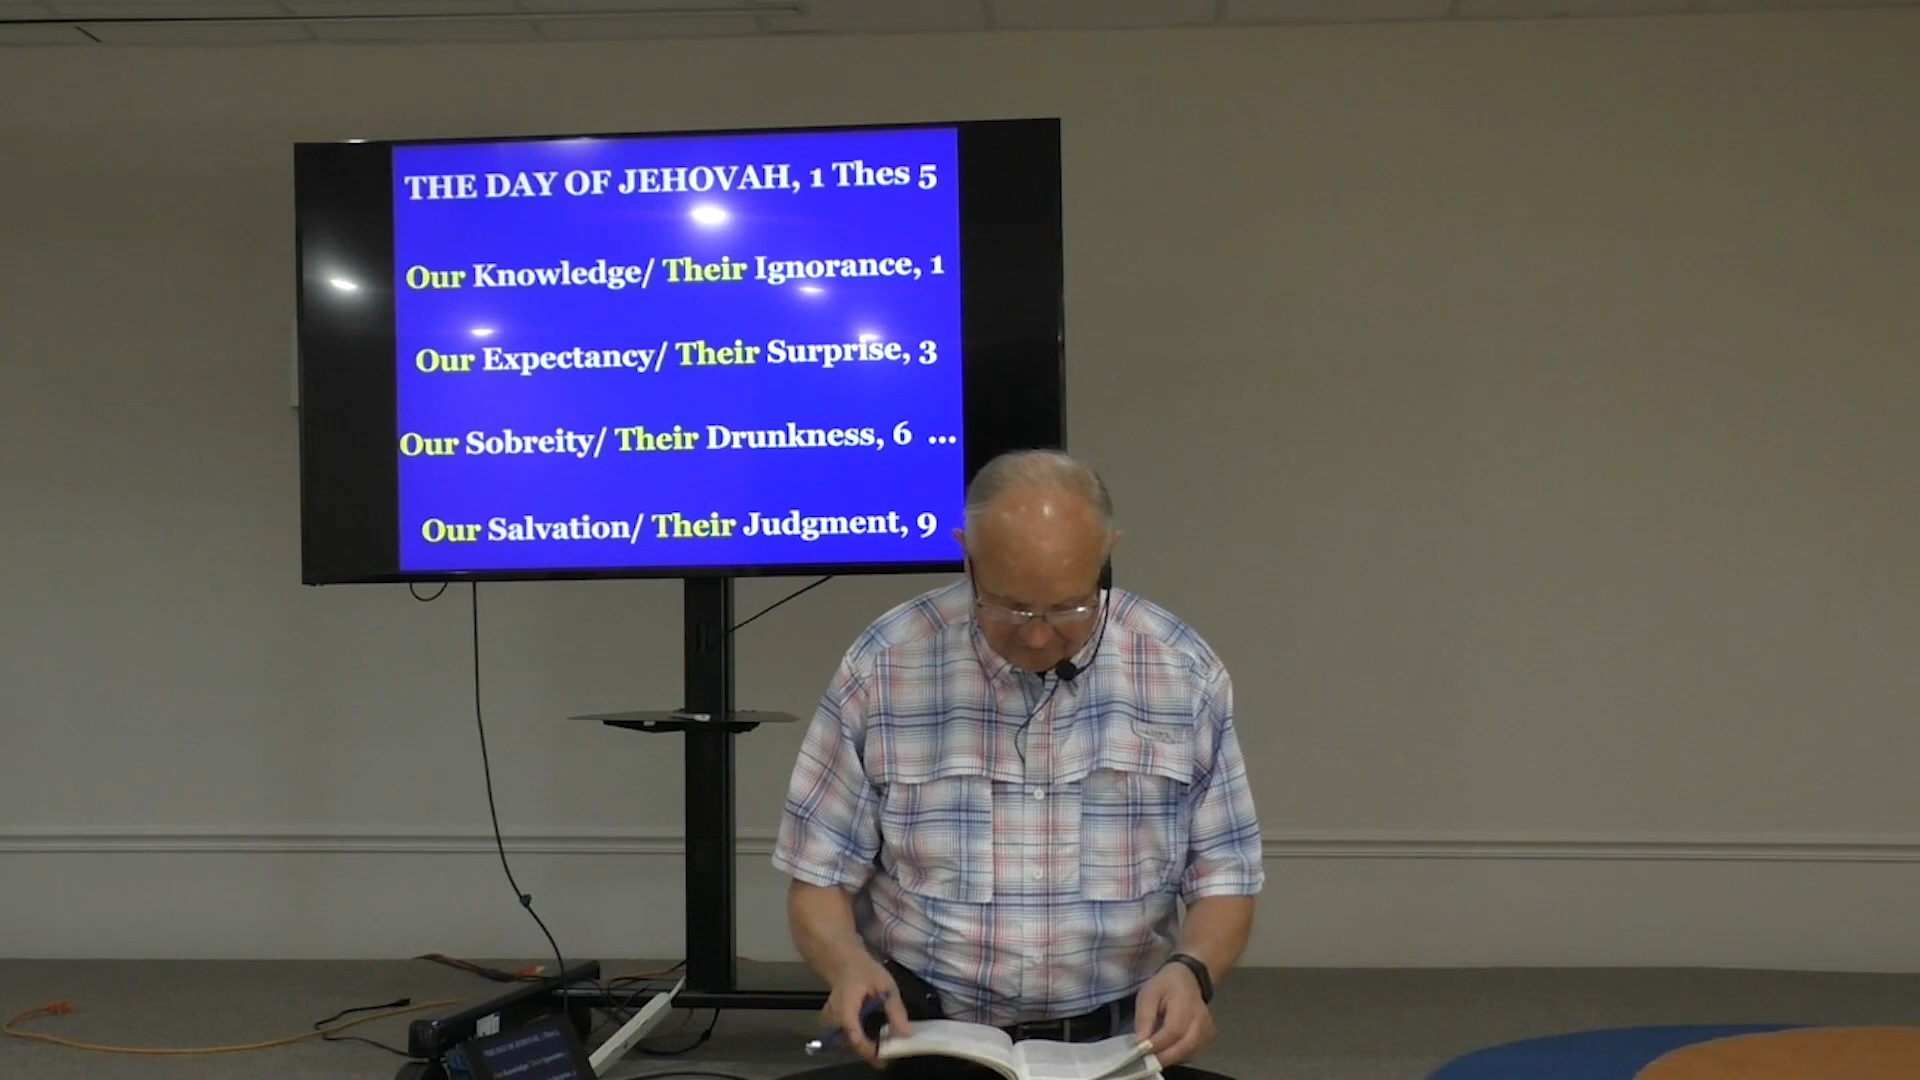 THE DAY OF JEHOVAH, 1 Thes 5
Our Knowledge/ Their Ignorance, 1
Our Expectancy/ Their Surprise, 3
Our Sobreity/ Their Drunkness, 6 ...
Our Salvation/ Their Judgment, 9